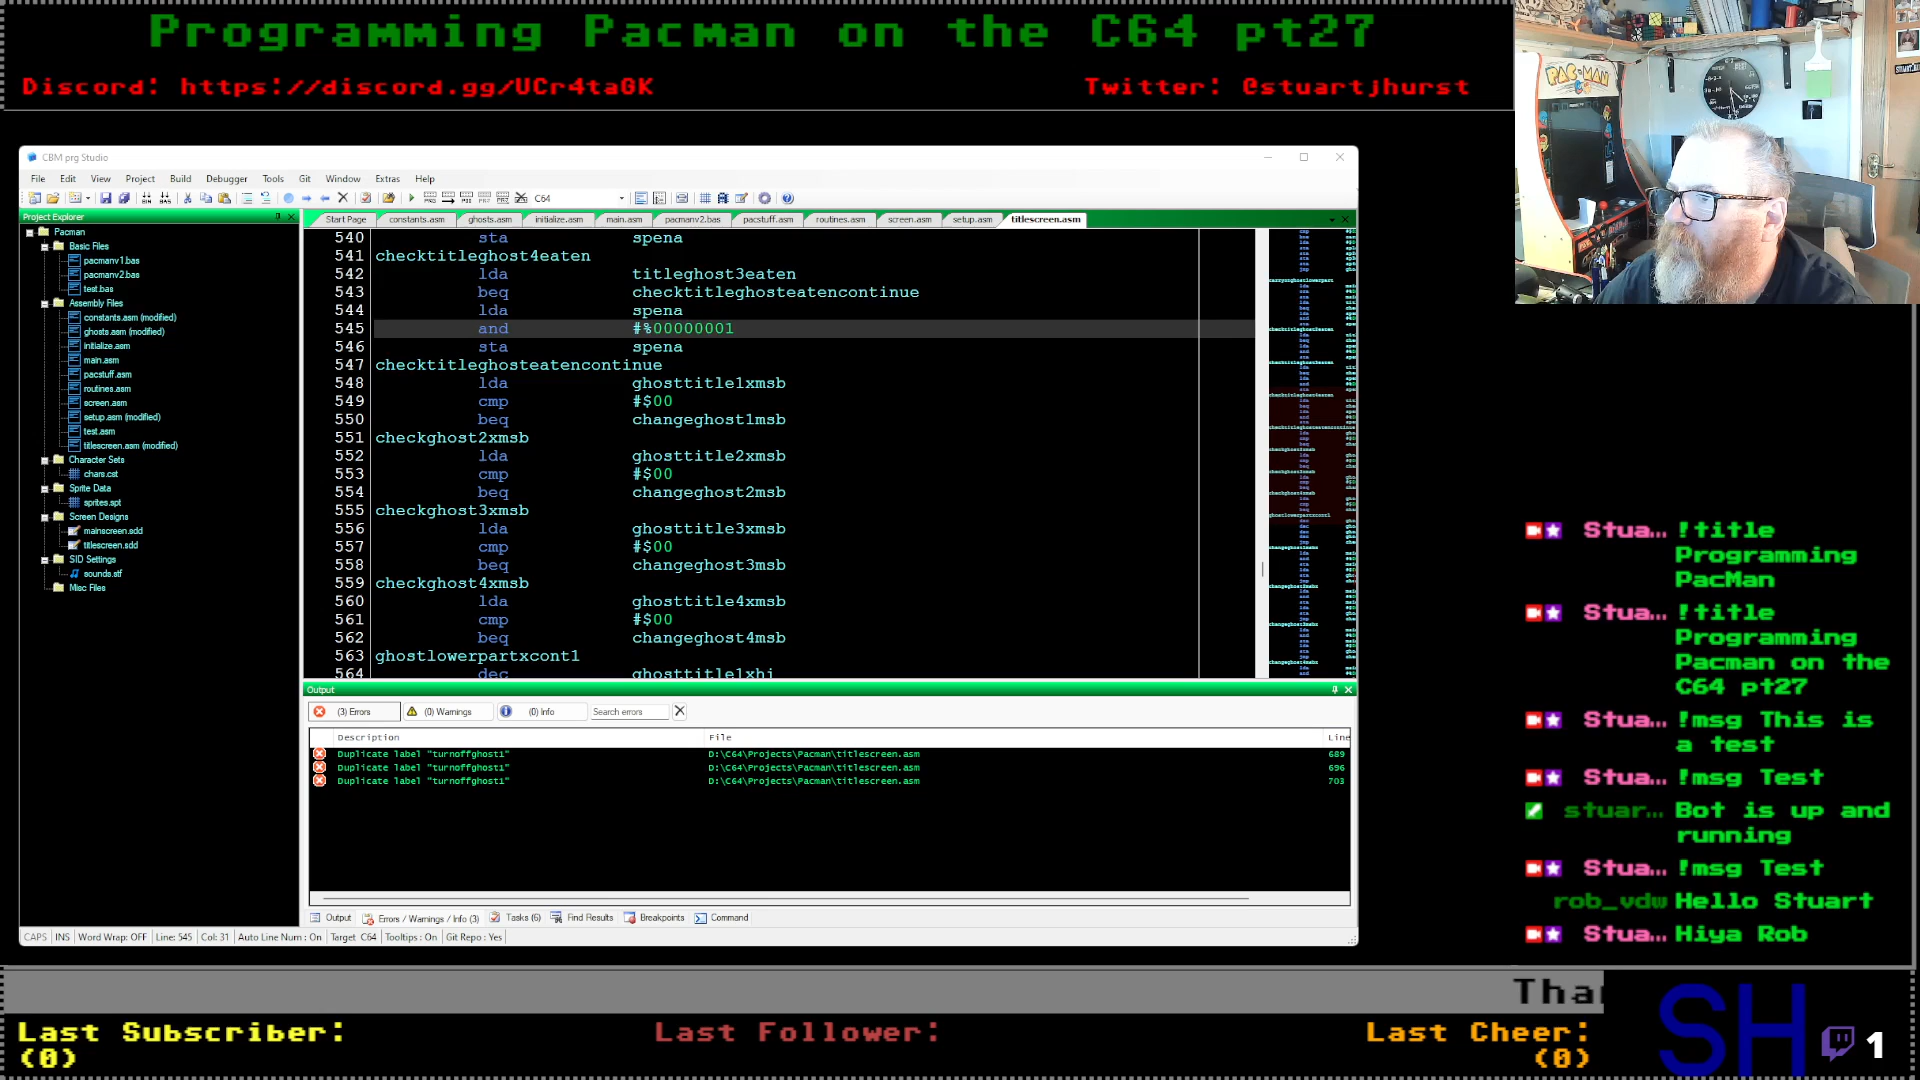 Programming Pacman on the C64 pt27
Discord: https://discord.gg/UCr4taGK
Twitter: @stuartjhurst
PAC-MAN
CBM prg Studio
File Edit View Project Build Debugger Tools Git Window Extras Help
C64
Project Explorer
Start Page constants.asm ghosts.asm initialize.asm main.asm pacmanv2.bas pacstuff.asm routines.asm screen.asm setup.asm titlescreen.asm
Pacman
Basic Files
pacmanv1.bas
pacmanv2.bas
test.bas
Assembly Files
constants.asm (modified)
ghosts.asm (modified)
initialize.asm
main.asm
pacstuff.asm
routines.asm
screen.asm
setup.asm (modified)
test.asm
titlescreen.asm (modified)
Character Sets
chars.cst
Sprite Data
sprites.spt
Screen Designs
mainscreen.sdd
titlescreen.sdd
SID Settings
sounds.stf
Misc Files
540 sta spena
541 checktitleghost4eaten
542 lda titleghost3eaten
543 beq checktitleghosteatencontinue
544 lda spena
545 and #%00000001
546 sta spena
547 checktitleghosteatencontinue
548 lda ghosttitle1xmsb
549 cmp #$00
550 beq changeghost1msb
551 checkghost2xmsb
552 lda ghosttitle2xmsb
553 cmp #$00
554 beq changeghost2msb
555 checkghost3xmsb
556 lda ghosttitle3xmsb
557 cmp #$00
558 beq changeghost3msb
559 checkghost4xmsb
560 lda ghosttitle4xmsb
561 cmp #$00
562 beq changeghost4msb
563 ghostlowerpartxcont1
564 dec ghosttitle1xhi
Output
(3) Errors (0) Warnings (0) Info Search errors
Description File Line
Duplicate label "turnoffghost1" D:\C64\Projects\Pacman\titlescreen.asm 689
Duplicate label "turnoffghost1" D:\C64\Projects\Pacman\titlescreen.asm 696
Duplicate label "turnoffghost1" D:\C64\Projects\Pacman\titlescreen.asm 703
Output Errors / Warnings / Info (3) Tasks (6) Find Results Breakpoints Command
CAPS INS Word Wrap: OFF Line: 545 Col: 31 Auto Line Num : On Target C64 Tooltips : On Git Repo : Yes
Stua... !title
Programming
PacMan
Stua... !title
Programming
Pacman on the
C64 pt27
Stua... !msg This is
a test
Stua... !msg Test
stuar... Bot is up and
running
Stua... !msg Test
rob_vdw Hello Stuart
Stua... Hiya Rob
Last Subscriber:
(0)
Last Follower:
Last Cheer:
(0)
SH
1